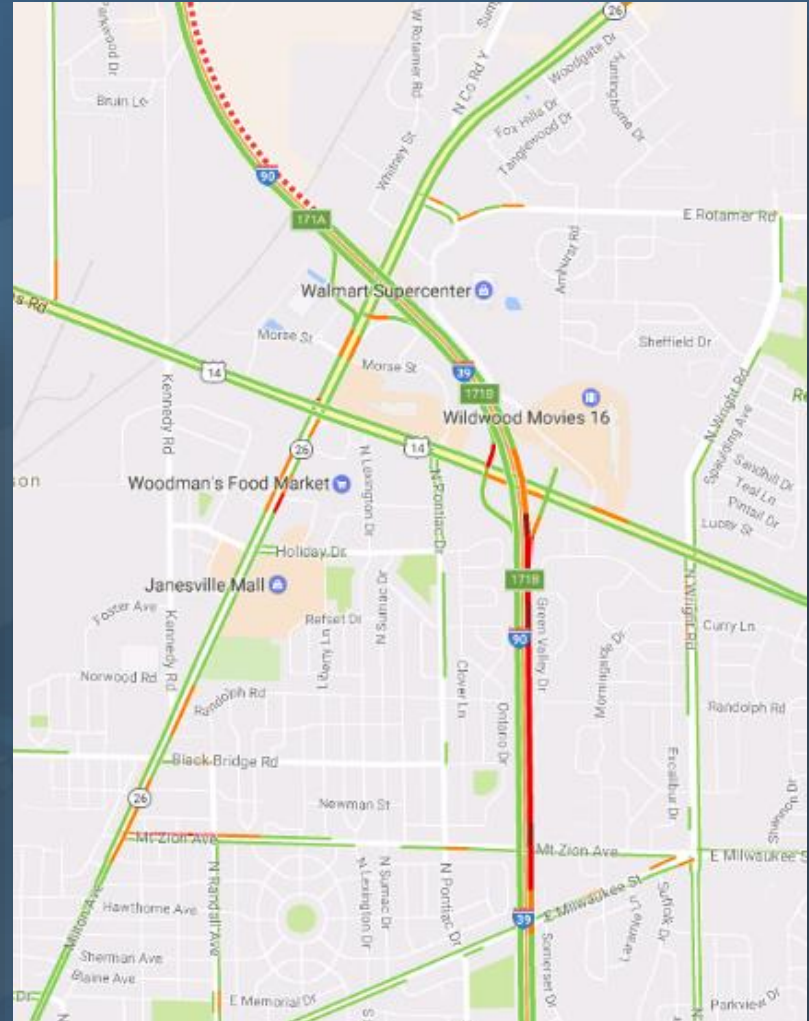 Parkwood Dr
W Rotamer Rd
26
N Co Rd Y
Woodgate Dr
Huntinghorne Dr
Bruin Ln
Fox Hills Dr
Tanglewood Dr
Whitney St
90
171A
E Rotamer Rd
Amhurst Rd
Walmart Supercenter
Morse St
Sheffield Dr
14
Morse St
39
171B
Wildwood Movies 16
Kennedy Rd
N Wright Rd
Spaulding Ave
26
14
Sandhill Dr
Teal Ln
Pintail Dr
Lucey St
son
Woodman's Food Market
N Lexington Dr
N Pontiac Dr
Holiday Dr
171B
Janesville Mall
N Sumac Dr
Green Valley Dr
N Wright Rd
Foster Ave
Kennedy Rd
Refset Dr
Liberty Ln
90
Curry Ln
Morningside Dr
Norwood Rd
Randolph Rd
Clover Ln
Ontario Dr
Randolph Rd
Black Bridge Rd
Excalibur Dr
Shannon Dr
26
Newman St
Mt Zion Ave
Mt Zion Ave
E Milwaukee S
N Randall Ave
N Lexington Dr
N Sumac Dr
N Pontiac Dr
E Milwaukee St
Suffolk Dr
Laramie Ln
Hawthorne Ave
39
Milton Ave
Somerset Dr
Sherman Ave
Blaine Ave
E Memorial Dr
Parkview Dr